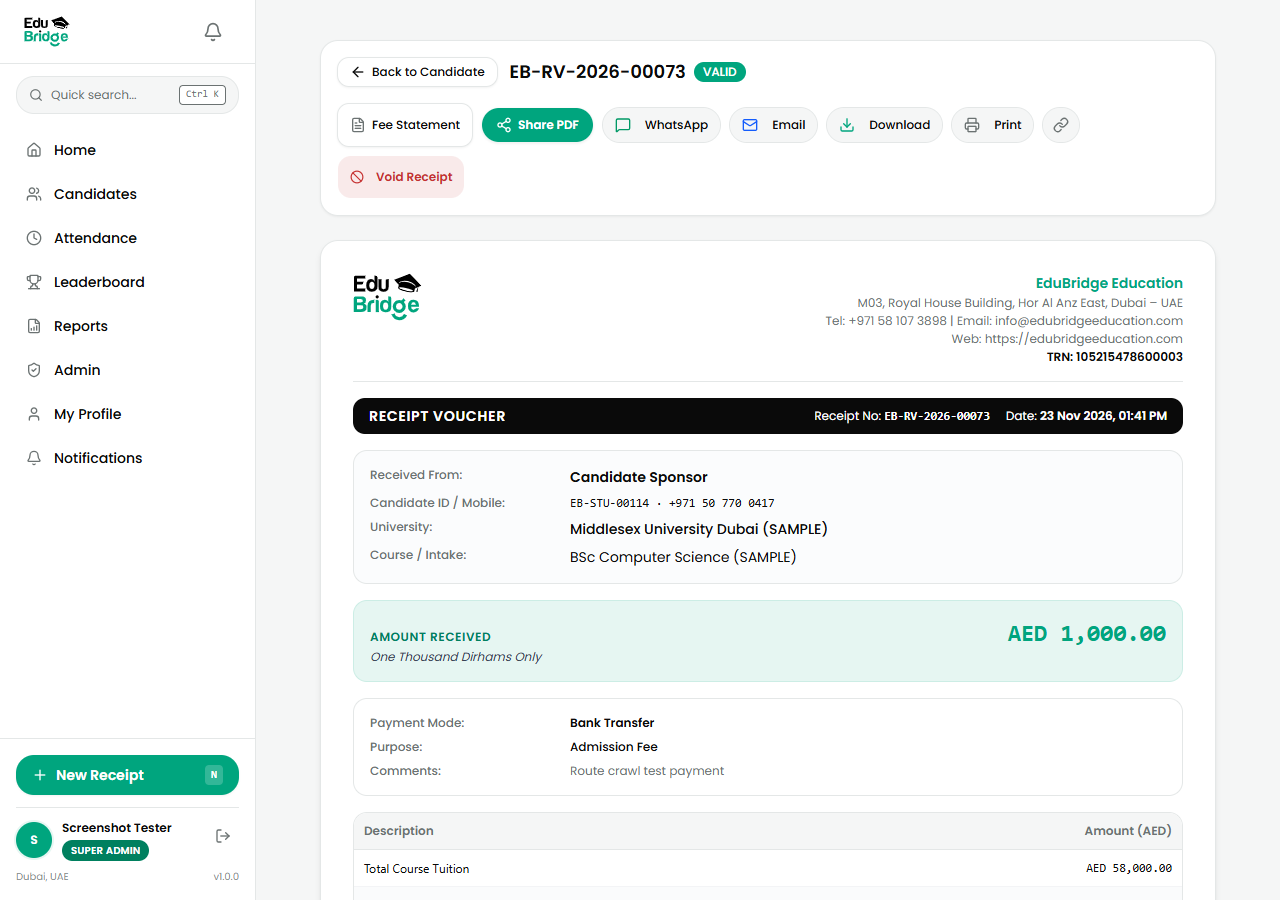 Edu
Bridge
Quick search...
Ctrl K
Home
Candidates
Attendance
Leaderboard
Reports
Admin
My Profile
Notifications
New Receipt
N
S
Screenshot Tester
SUPER ADMIN
Dubai, UAE
v1.0.0
Back to Candidate
EB-RV-2026-00073
VALID
Fee Statement
Share PDF
WhatsApp
Email
Download
Print
Void Receipt
Edu
Bridge
EduBridge Education
M03, Royal House Building, Hor Al Anz East, Dubai – UAE
Tel: +971 58 107 3898 | Email: info@edubridgeeducation.com
Web: https://edubridgeeducation.com
TRN: 105215478600003
RECEIPT VOUCHER
Receipt No: EB-RV-2026-00073 Date: 23 Nov 2026, 01:41 PM
Received From: Candidate Sponsor
Candidate ID / Mobile: EB-STU-00114 · +971 50 770 0417
University: Middlesex University Dubai (SAMPLE)
Course / Intake: BSc Computer Science (SAMPLE)
AMOUNT RECEIVED
One Thousand Dirhams Only
AED 1,000.00
Payment Mode: Bank Transfer
Purpose: Admission Fee
Comments: Route crawl test payment
Description Amount (AED)
Total Course Tuition AED 58,000.00